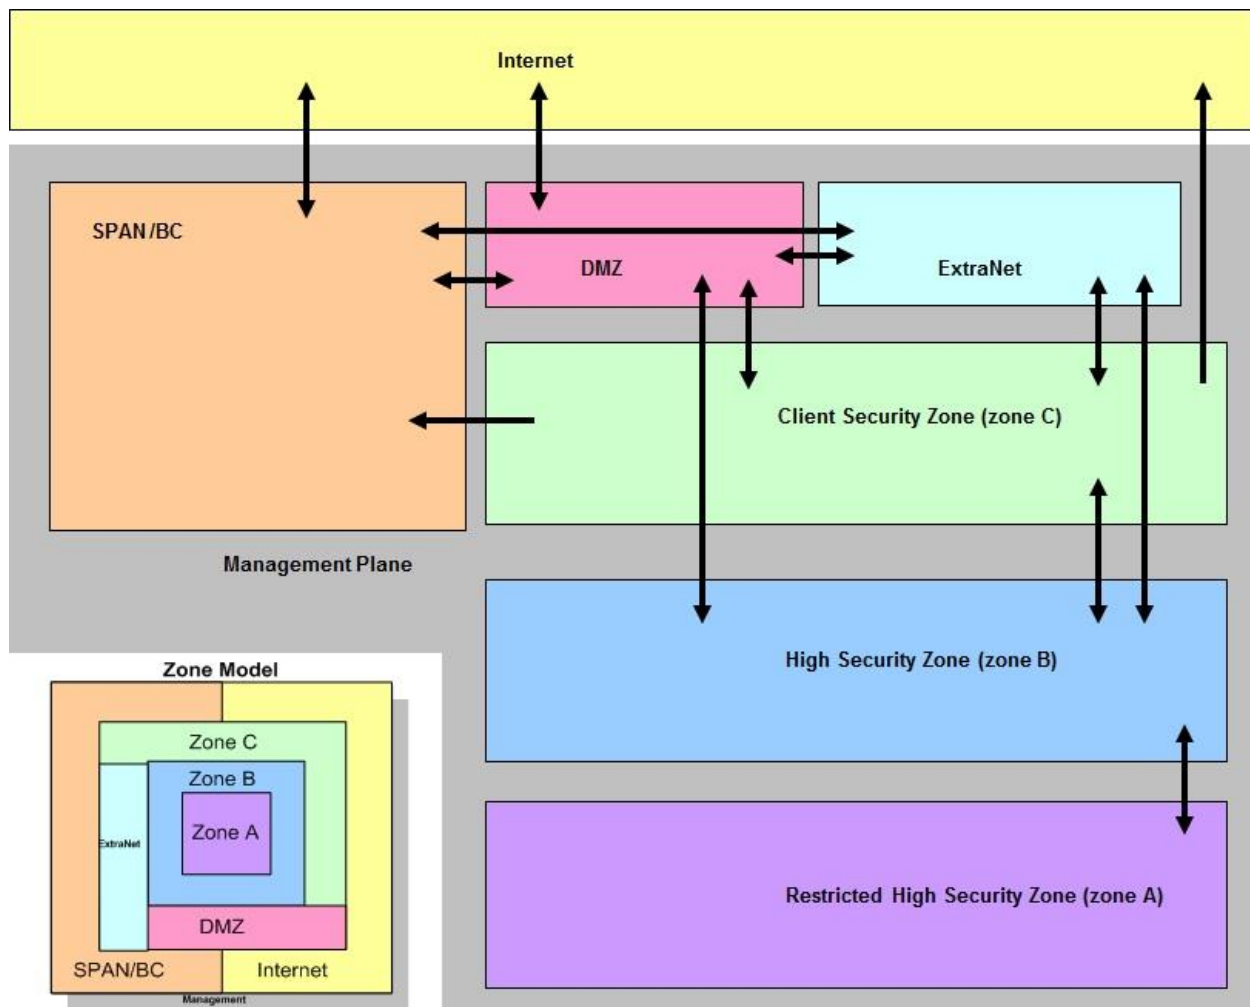 Internet
SPAN/BC
DMZ
ExtraNet
Client Security Zone (zone C)
Management Plane
High Security Zone (zone B)
Restricted High Security Zone (zone A)
Zone Model
Zone C
Zone B
Zone A
ExtraNet
DMZ
SPAN/BC
Internet
Management